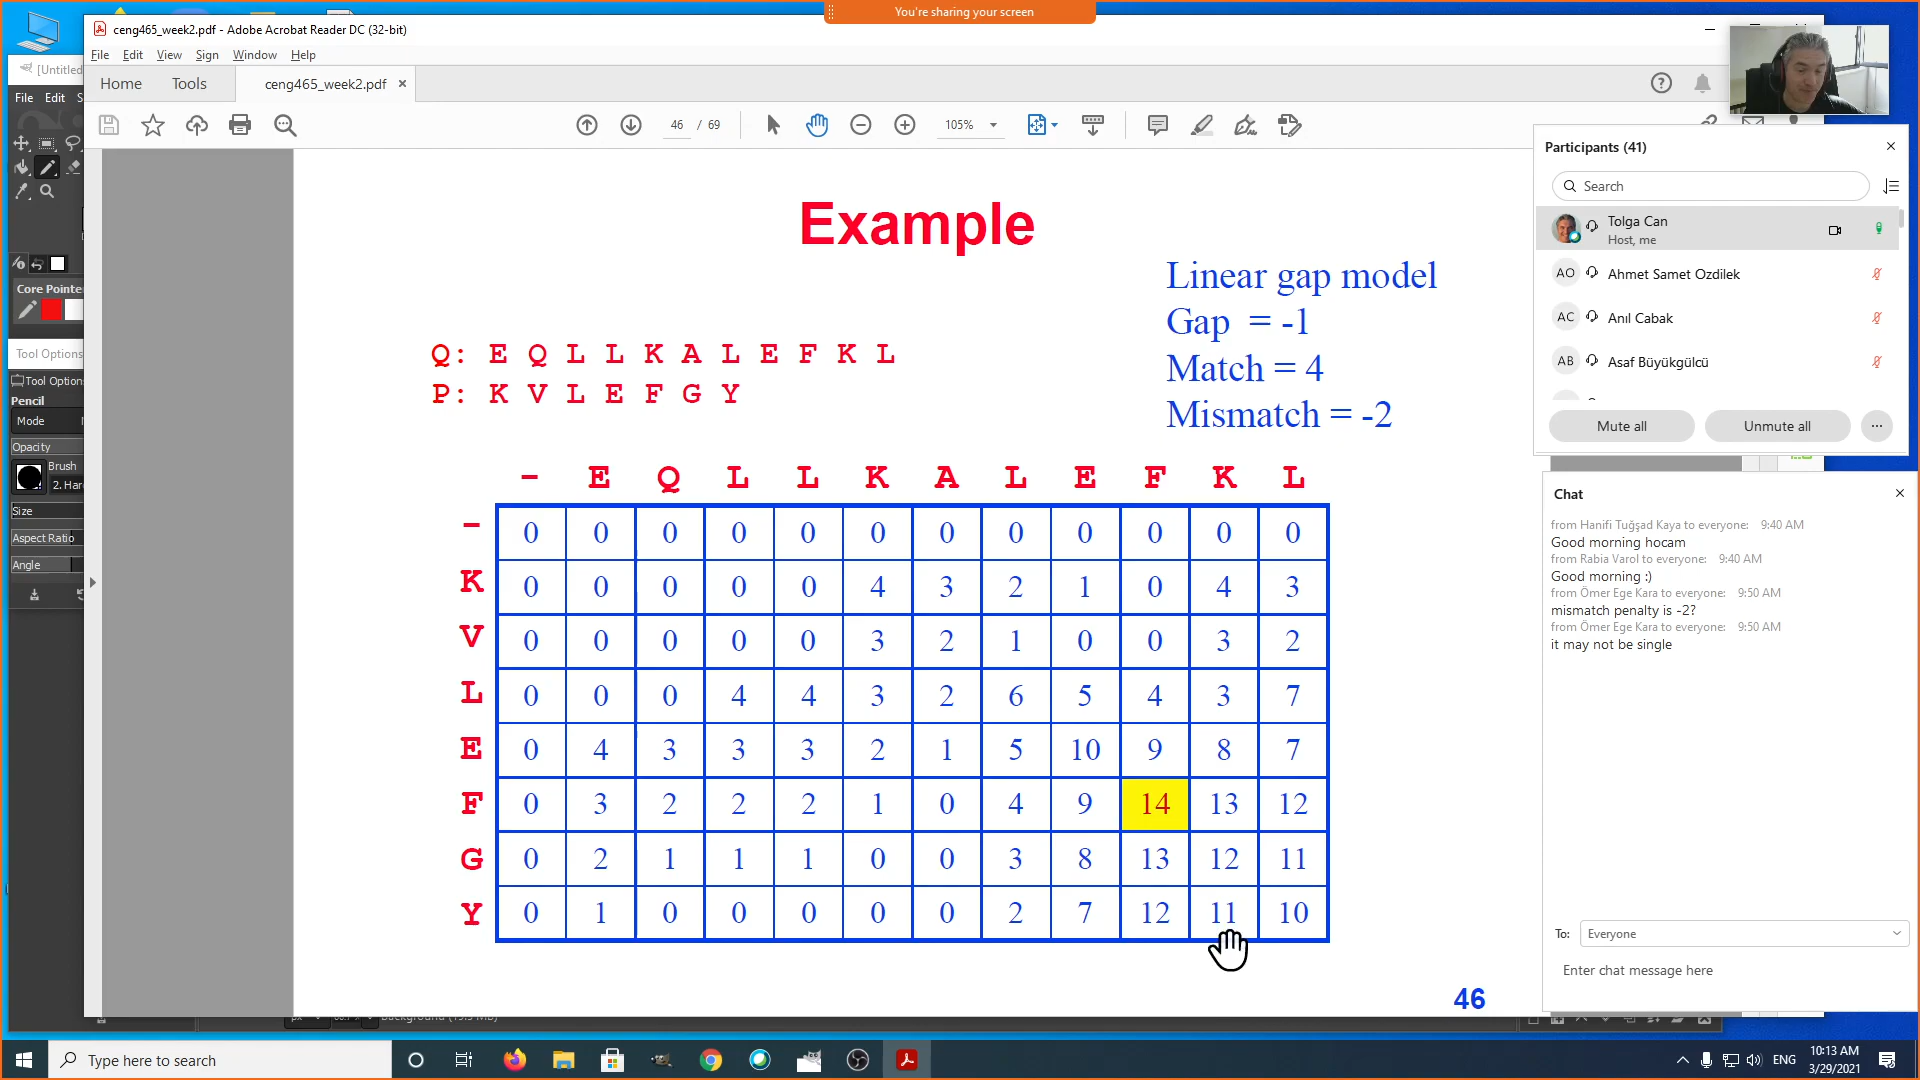 You're sharing your screen
ceng465_week2.pdf - Adobe Acrobat Reader DC (32-bit)
[Untitled
File Edit View Sign Window Help
Home Tools ceng465_week2.pdf ×
File Edit S
46 / 69 105%
Core Pointe
Tool Options
Tool Option
Pencil
Mode
Opacity
Brush
2. Har
Size
Aspect Ratio
Angle
Example
Linear gap model
Gap = -1
Match = 4
Mismatch = -2
Q: E Q L L K A L E F K L
P: K V L E F G Y
- E Q L L K A L E F K L
- 0 0 0 0 0 0 0 0 0 0 0 0
K 0 0 0 0 0 4 3 2 1 0 4 3
V 0 0 0 0 0 3 2 1 0 0 3 2
L 0 0 0 4 4 3 2 6 5 4 3 7
E 0 4 3 3 3 2 1 5 10 9 8 7
F 0 3 2 2 2 1 0 4 9 14 13 12
G 0 2 1 1 1 0 0 3 8 13 12 11
Y 0 1 0 0 0 0 0 2 7 12 11 10
46
Participants (41)
Search
Tolga Can
Host, me
AO Ahmet Samet Ozdilek
AC Anıl Cabak
AB Asaf Büyükgülcü
Mute all Unmute all ...
Chat
from Hanifi Tuğşad Kaya to everyone: 9:40 AM
Good morning hocam
from Rabia Varol to everyone: 9:40 AM
Good morning :)
from Ömer Ege Kara to everyone: 9:50 AM
mismatch penalty is -2?
from Ömer Ege Kara to everyone: 9:50 AM
it may not be single
To: Everyone
Enter chat message here
Type here to search
ENG
10:13 AM
3/29/2021